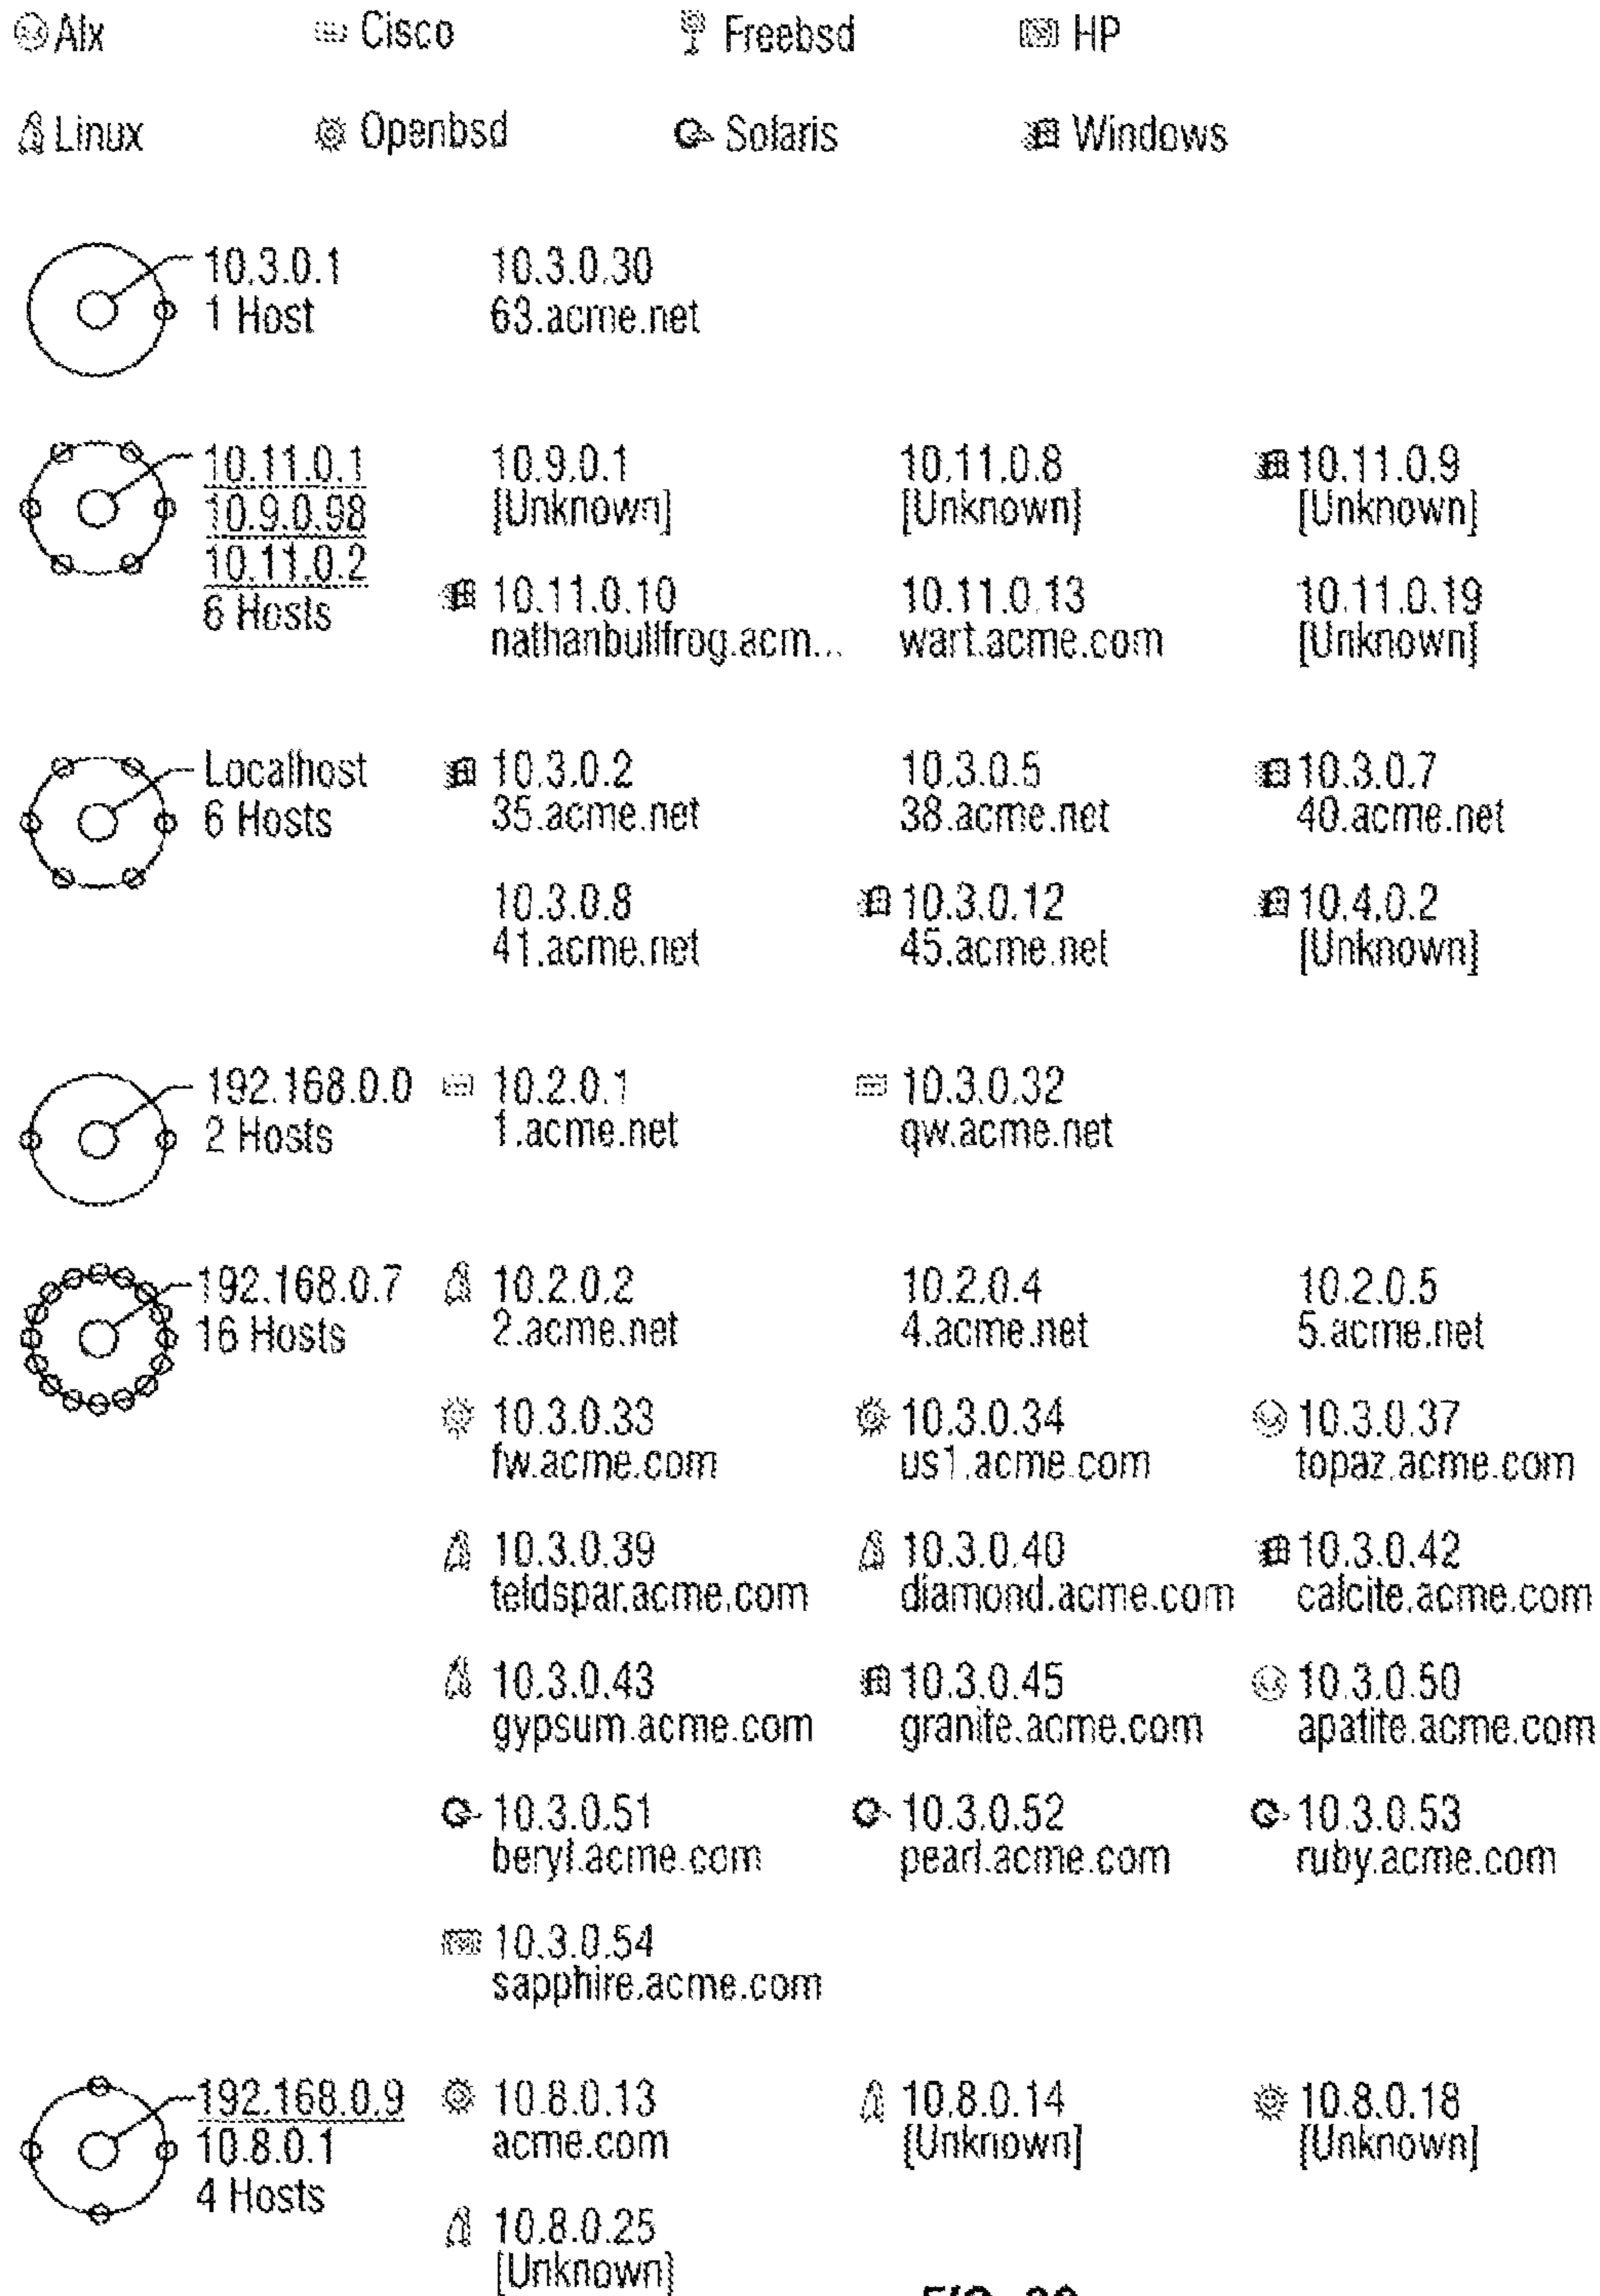 AIx Cisco Freebsd HP
Linux Openbsd Solaris Windows
10.3.0.1 10.3.0.30
1 Host 63.acme.net
10.11.0.1 10.9.0.1 10.11.0.8 10.11.0.9
10.9.0.98 [Unknown] [Unknown] [Unknown]
10.11.0.2 10.11.0.10 10.11.0.13 10.11.0.19
6 Hosts nathanbullfrog.acm... wart.acme.com [Unknown]
Localhost 10.3.0.2 10.3.0.5 10.3.0.7
6 Hosts 35.acme.net 38.acme.net 40.acme.net
10.3.0.8 10.3.0.12 10.4.0.2
41.acme.net 45.acme.net [Unknown]
192.168.0.0 10.2.0.1 10.3.0.32
2 Hosts 1.acme.net qw.acme.net
192.168.0.7 10.2.0.2 10.2.0.4 10.2.0.5
16 Hosts 2.acme.net 4.acme.net 5.acme.net
10.3.0.33 10.3.0.34 10.3.0.37
fw.acme.com us1.acme.com topaz.acme.com
10.3.0.39 10.3.0.40 10.3.0.42
teldspar.acme.com diamond.acme.com calcite.acme.com
10.3.0.43 10.3.0.45 10.3.0.50
gypsum.acme.com granite.acme.com apatite.acme.com
10.3.0.51 10.3.0.52 10.3.0.53
beryl.acme.com pearl.acme.com ruby.acme.com
10.3.0.54
sapphire.acme.com
192.168.0.9 10.8.0.13 10.8.0.14 10.8.0.18
10.8.0.1 acme.com [Unknown] [Unknown]
4 Hosts 10.8.0.25
[Unknown]